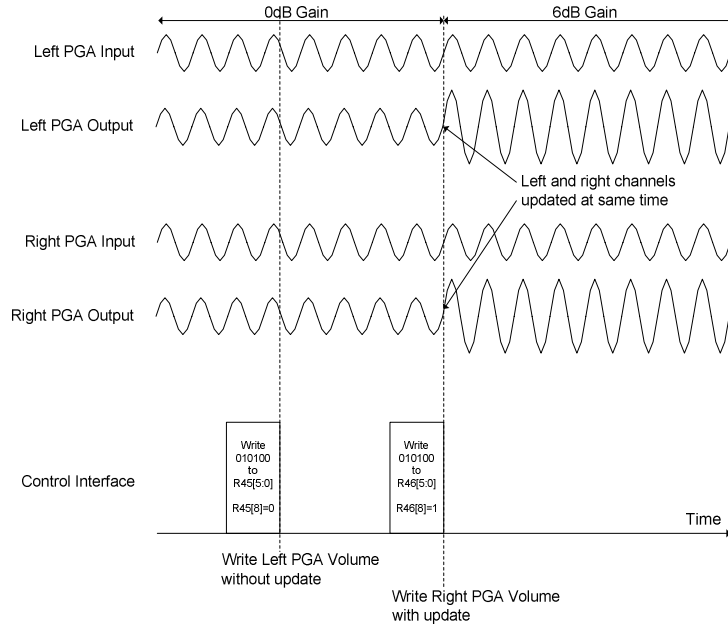 0dB Gain
6dB Gain
Left PGA Input
Left PGA Output
Left and right channels
updated at same time
Right PGA Input
Right PGA Output
Control Interface
Write
010100
to
R45[5:0]
R45[8]=0
Write
010100
to
R46[5:0]
R46[8]=1
Time
Write Left PGA Volume
without update
Write Right PGA Volume
with update